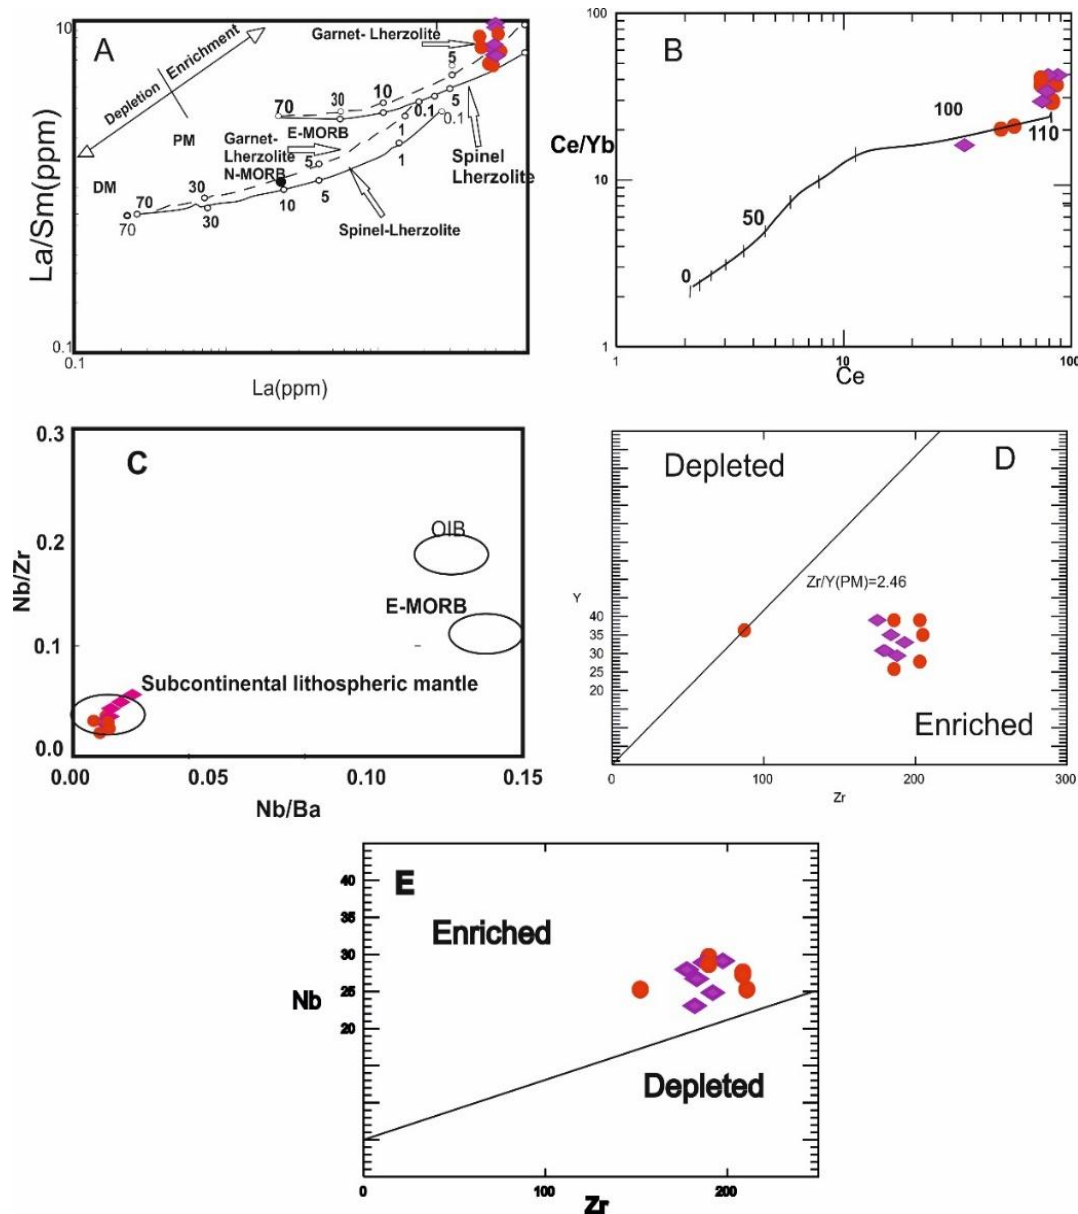 10
A
Garnet- Lherzolite
Depletion
Enrichment
5
10
30
70
E-MORB
0.1
5
0.1
PM
Garnet-
Lherzolite
N-MORB
1
1
Spinel
Lherzolite
DM
5
30
70
10
5
30
70
Spinel-Lherzolite
La/Sm(ppm)
0.1
0.1
La(ppm)
100
B
100
Ce/Yb
110
10
50
0
1
1
10
100
Ce
0.3
C
OIB
0.2
Nb/Zr
E-MORB
0.1
Subcontinental lithospheric mantle
0.0
0.00
0.05
0.10
0.15
Nb/Ba
Depleted
D
Zr/Y(PM)=2.46
Y
40
35
30
25
20
Enriched
0
100
200
300
Zr
E
40
Enriched
35
30
Nb
25
20
Depleted
0
100
200
Zr